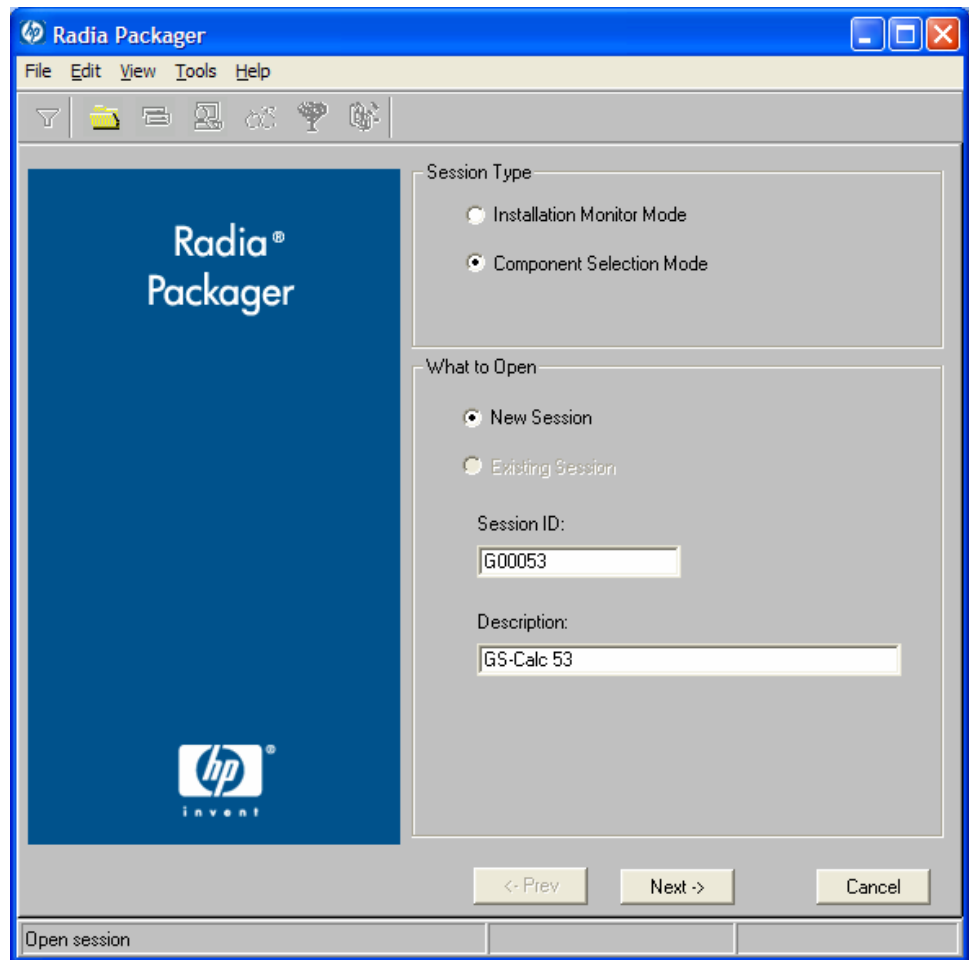 Radia Packager
File Edit View Tools Help
Radia®
Packager
hp®
invent
Session Type
Installation Monitor Mode
Component Selection Mode
What to Open
New Session
Existing Session
Session ID:
G00053
Description:
GS-Calc 53
<- Prev
Next ->
Cancel
Open session